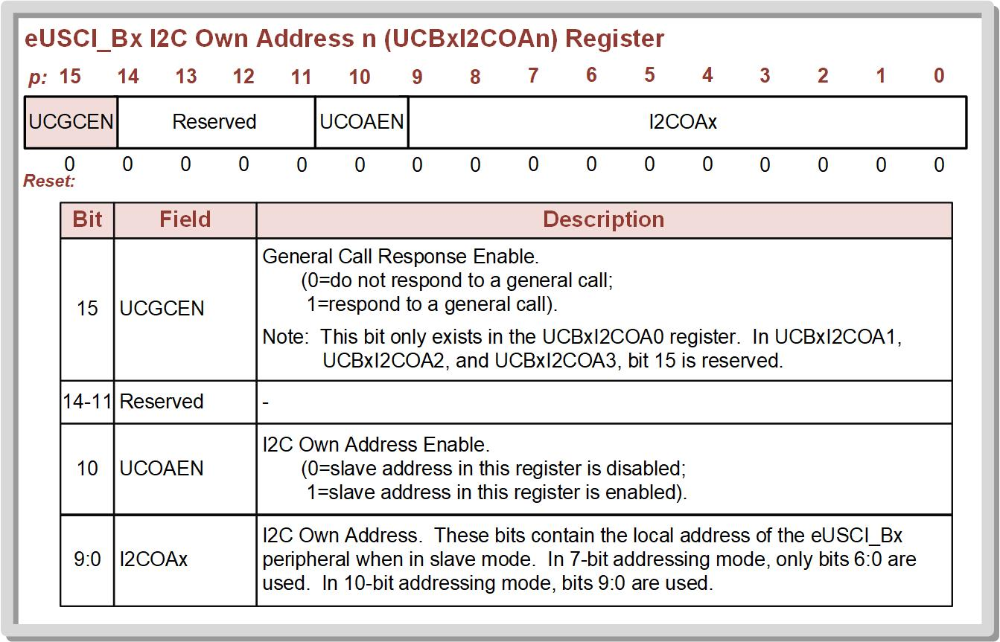 eUSCI_Bx I2C Own Address n (UCBxI2COAn) Register
p: 15 14 13 12 11 10 9 8 7 6 5 4 3 2 1 0
UCGCEN Reserved UCOAEN I2COAx
0 0 0 0 0 0 0 0 0 0 0 0 0 0 0 0
Reset:
Bit Field Description
15 UCGCEN
General Call Response Enable.
(0=do not respond to a general call;
1=respond to a general call).
Note: This bit only exists in the UCBxI2COA0 register. In UCBxI2COA1,
UCBxI2COA2, and UCBxI2COA3, bit 15 is reserved.
14-11 Reserved -
10 UCOAEN
I2C Own Address Enable.
(0=slave address in this register is disabled;
1=slave address in this register is enabled).
9:0 I2COAx
I2C Own Address. These bits contain the local address of the eUSCI_Bx
peripheral when in slave mode. In 7-bit addressing mode, only bits 6:0 are
used. In 10-bit addressing mode, bits 9:0 are used.